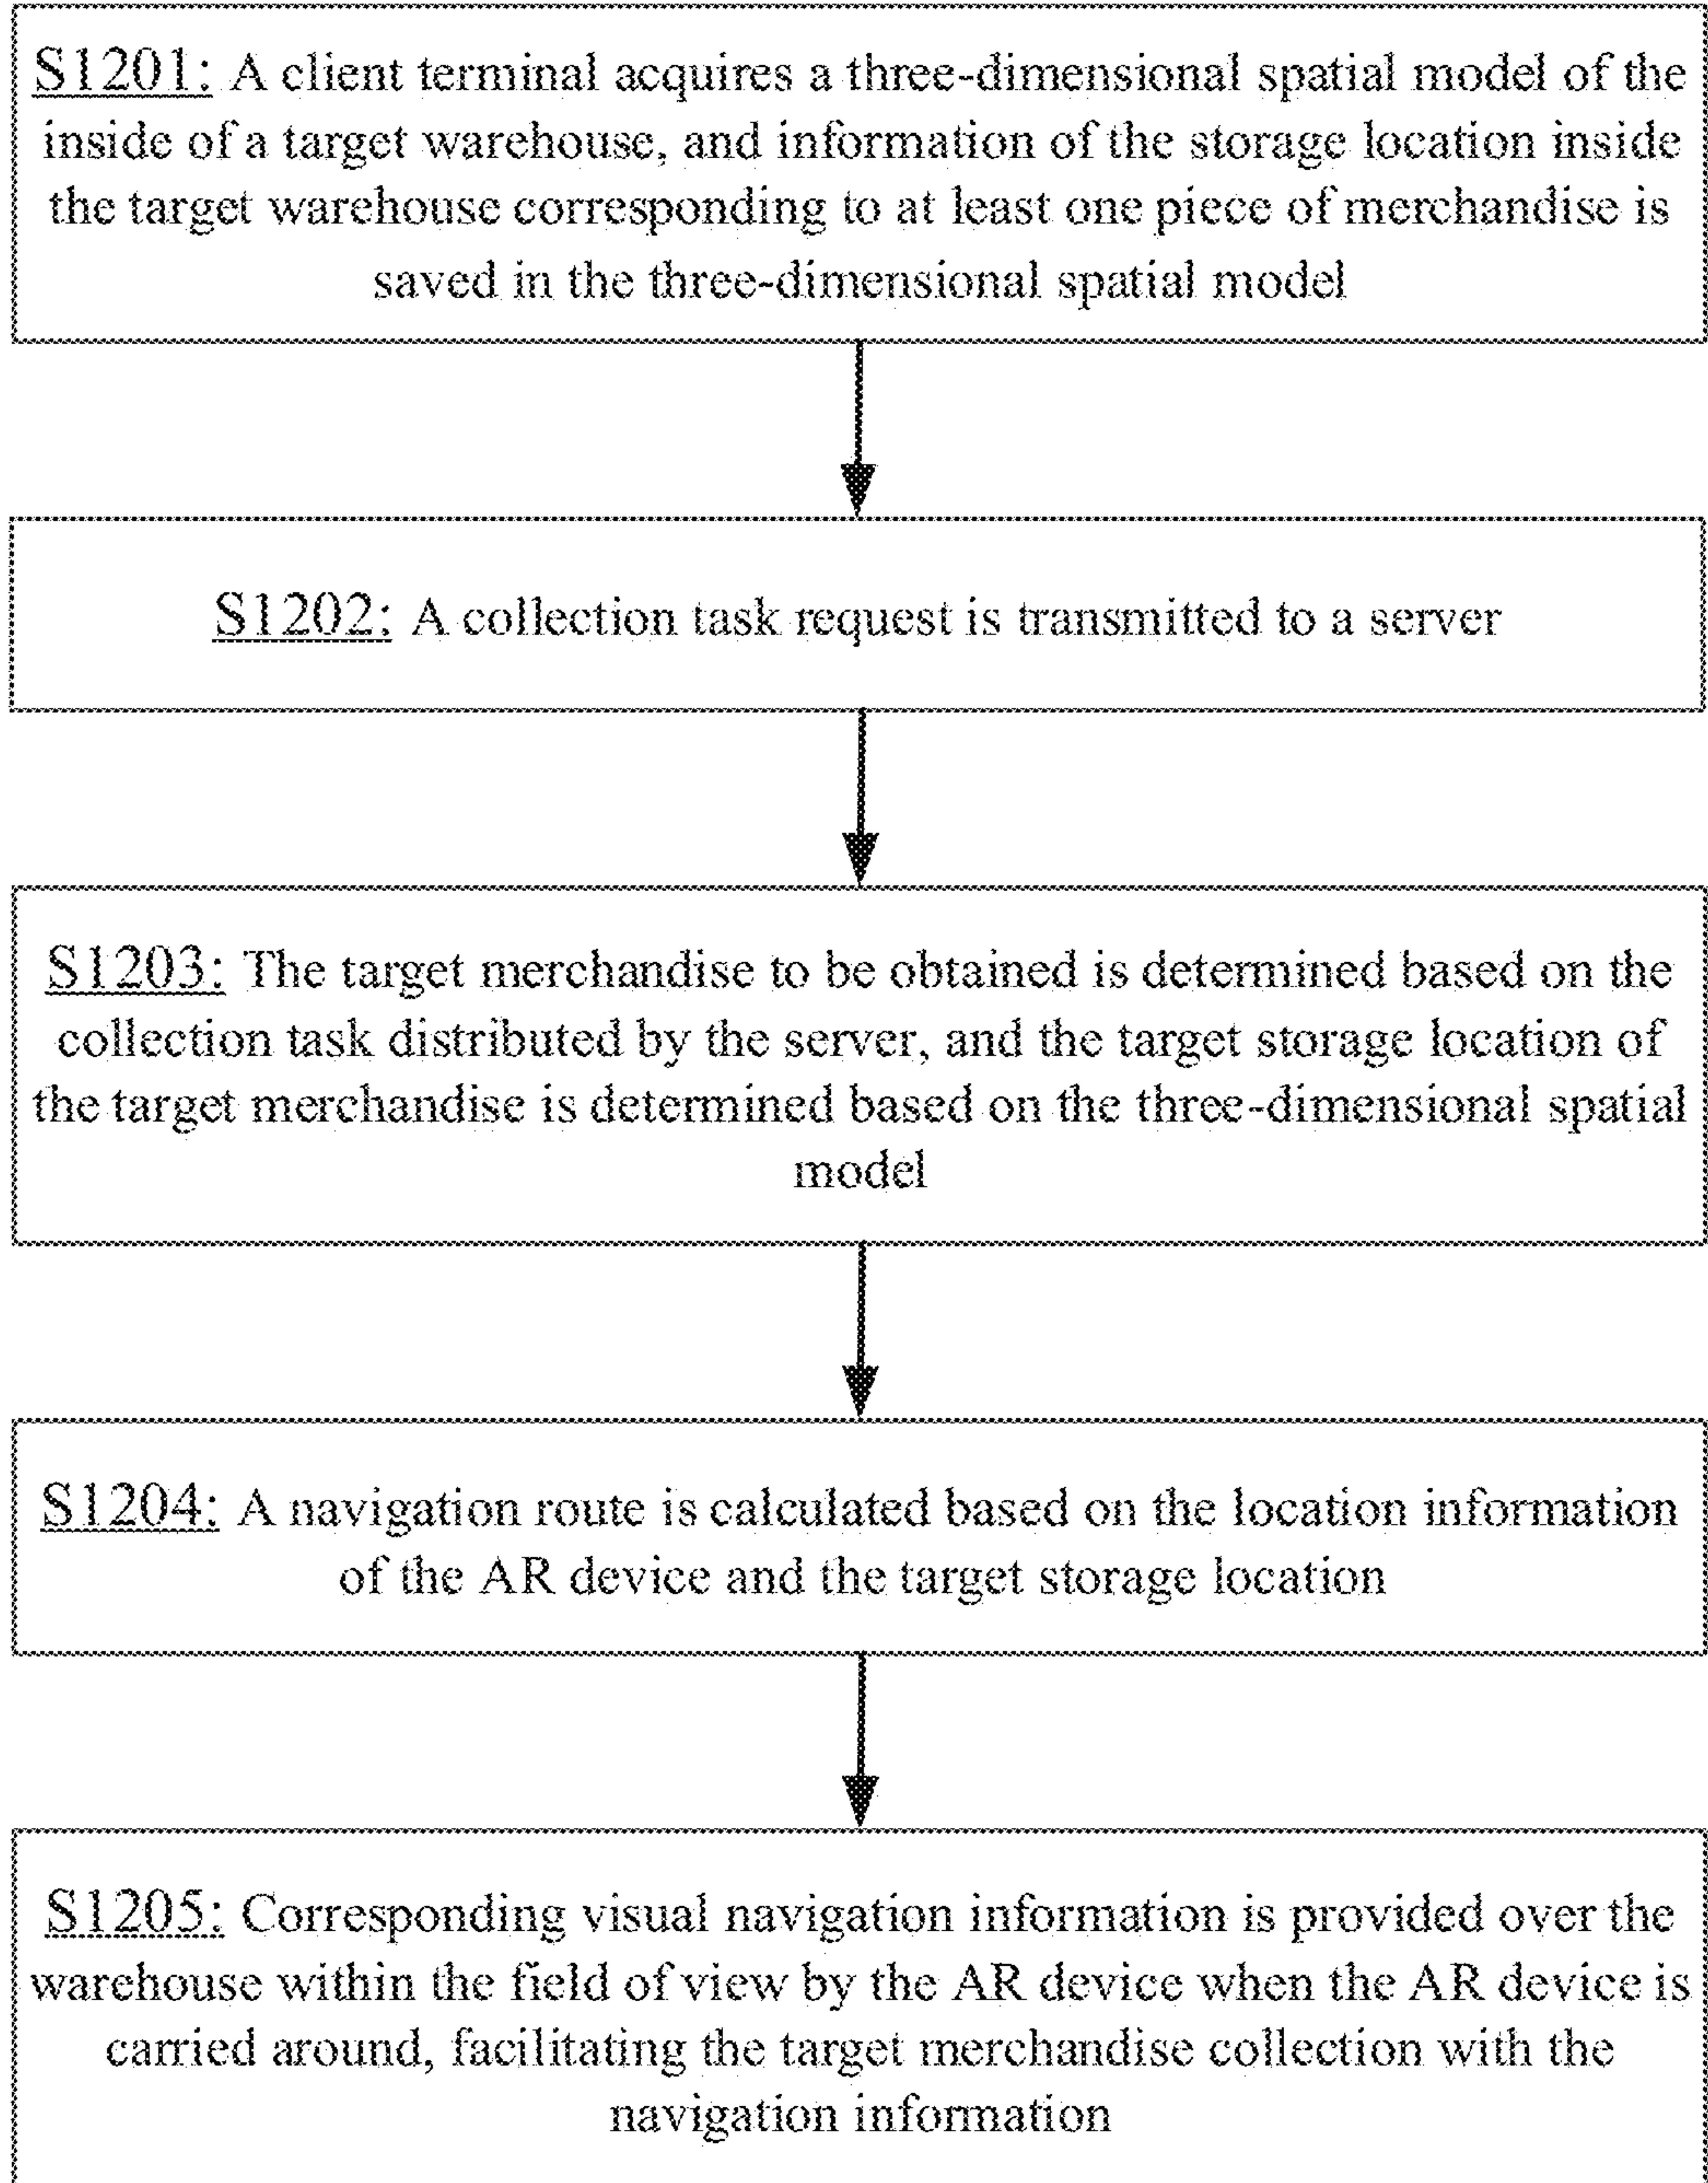 S1201: A client terminal acquires a three-dimensional spatial model of the
inside of a target warehouse, and information of the storage location inside
the target warehouse corresponding to at least one piece of merchandise is
saved in the three-dimensional spatial model
S1202: A collection task request is transmitted to a server
S1203: The target merchandise to be obtained is determined based on the
collection task distributed by the server, and the target storage location of
the target merchandise is determined based on the three-dimensional spatial
model
S1204: A navigation route is calculated based on the location information
of the AR device and the target storage location
S1205: Corresponding visual navigation information is provided over the
warehouse within the field of view by the AR device when the AR device is
carried around, facilitating the target merchandise collection with the
navigation information